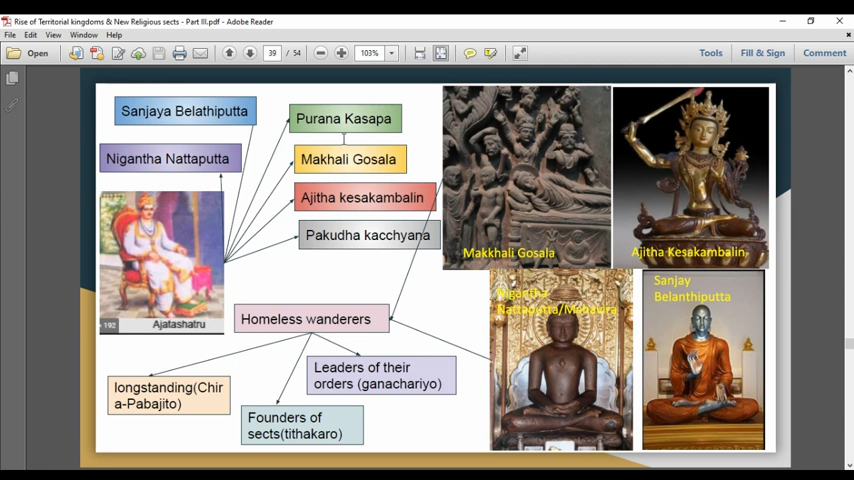 Rise of Territorial kingdoms & New Religious sects - Part III.pdf - Adobe Reader
File Edit View Window Help
Open
39 / 54
103%
Tools
Fill & Sign
Comment
Sanjaya Belathiputta
Purana Kasapa
Nigantha Nattaputta
Makhali Gosala
Ajitha kesakambalin
Pakudha kacchyana
192
Ajatashatru
Makkhali Gosala
Ajitha Kesakambalin
Nigantha
Nattaputta/Mahavira
Sanjay
Belanthiputta
Homeless wanderers
Leaders of their
orders (ganachariyo)
longstanding(Chir
a-Pabajito)
Founders of
sects(tithakaro)